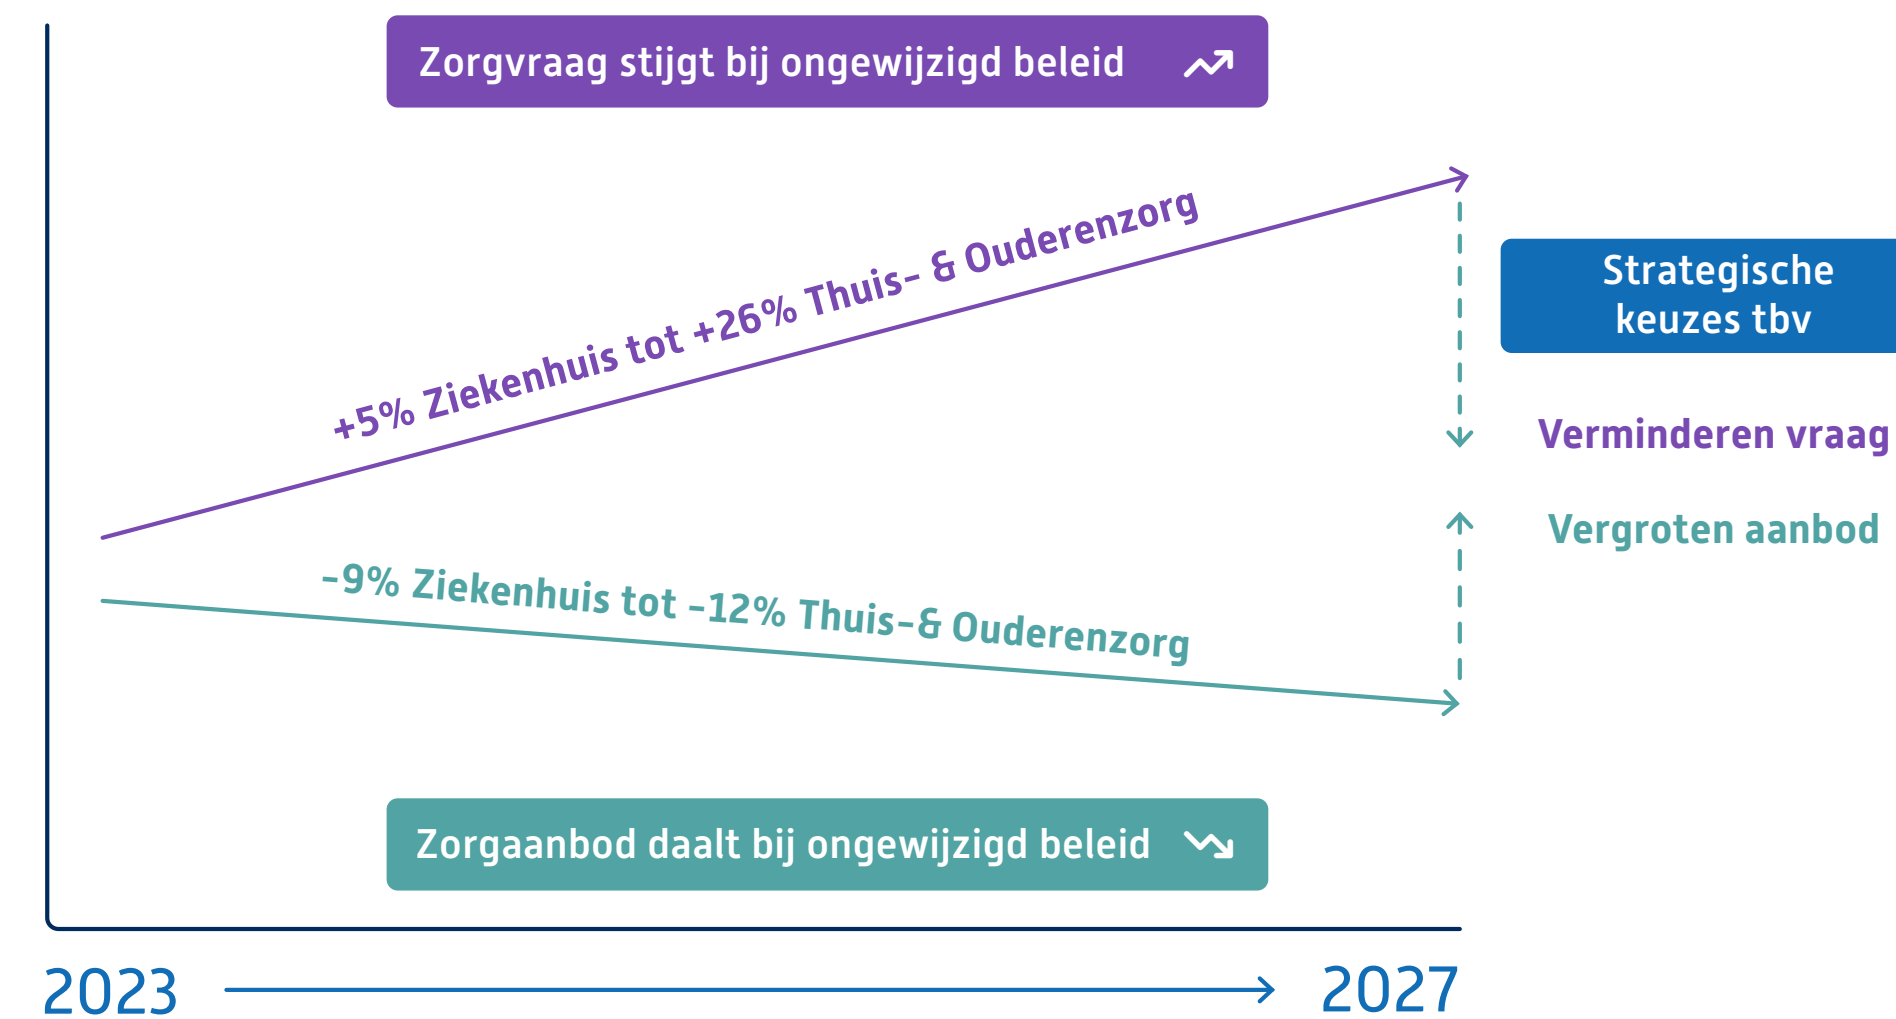 Zorgvraag stijgt bij ongewijzigd beleid
+5% Ziekenhuis tot +26% Thuis- & Ouderenzorg
Strategische
keuzes tbv
Verminderen vraag
Vergroten aanbod
-9% Ziekenhuis tot -12% Thuis-& Ouderenzorg
Zorgaanbod daalt bij ongewijzigd beleid
2023
2027